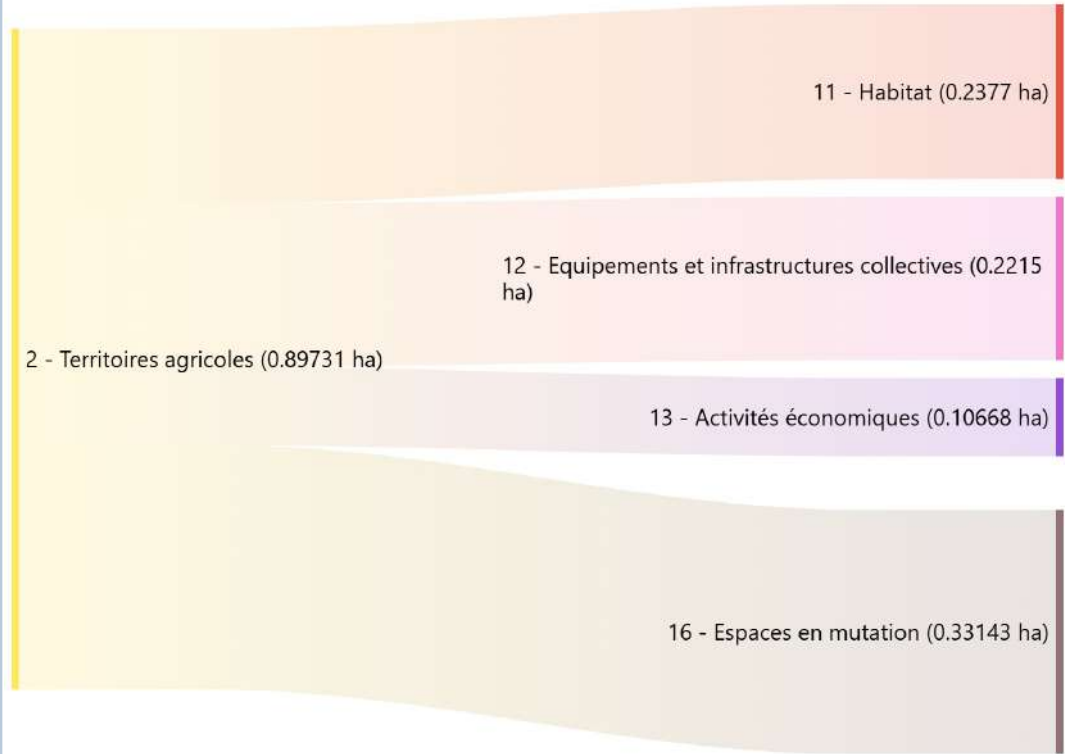 11 - Habitat (0.2377 ha)
12 - Equipements et infrastructures collectives (0.2215
ha)
2 - Territoires agricoles (0.89731 ha)
13 - Activités économiques (0.10668 ha)
16 - Espaces en mutation (0.33143 ha)